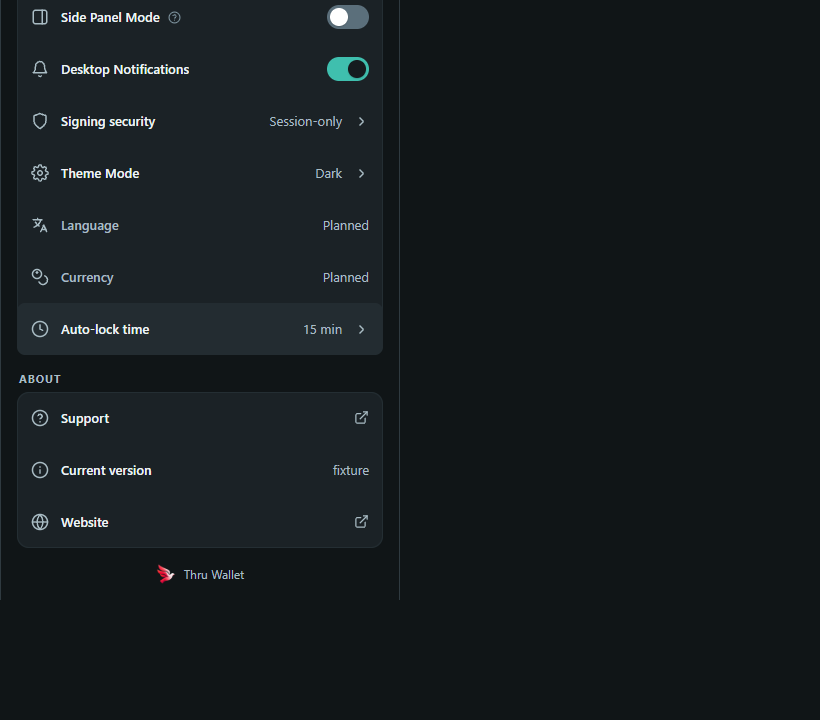 Side Panel Mode
Desktop Notifications
Signing security Session-only
Theme Mode Dark
Language Planned
Currency Planned
Auto-lock time 15 min
ABOUT
Support
Current version fixture
Website
Thru Wallet